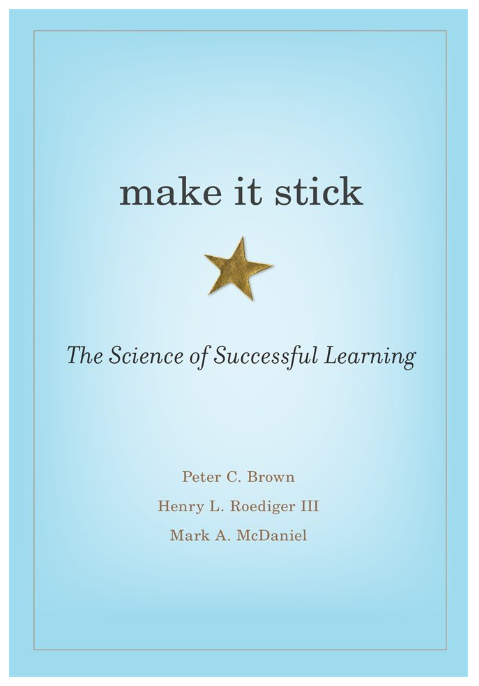 make it stick
The Science of Successful Learning
Peter C. Brown
Henry L. Roediger III
Mark A. McDaniel